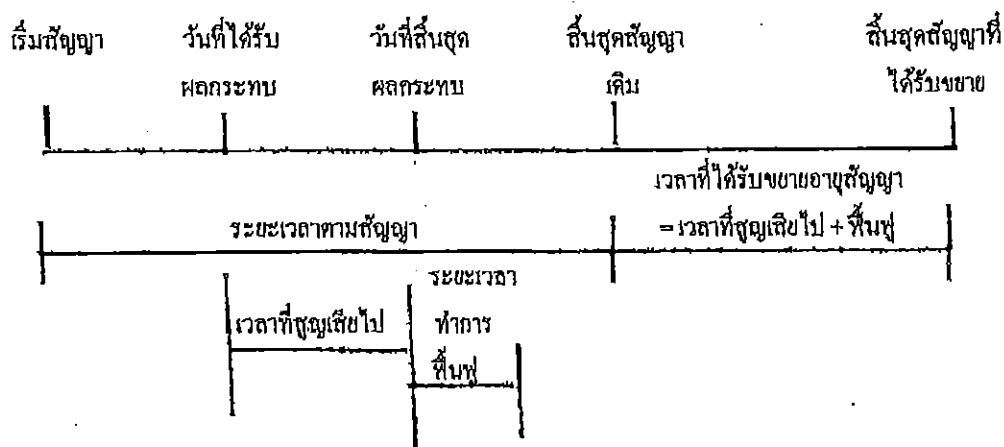 เริ่มสัญญา วันที่ได้รับ วันที่สิ้นสุด สิ้นสุดสัญญา สิ้นสุดสัญญาที่
ผลกระทบ ผลกระทบ เดิม ได้รับขยาย
เวลาที่ได้รับขยายอายุสัญญา
ระยะเวลาตามสัญญา = เวลาที่สูญเสียไป + ฟื้นฟู
ระยะเวลา
เวลาที่สูญเสียไป ทำการ
ฟื้นฟู